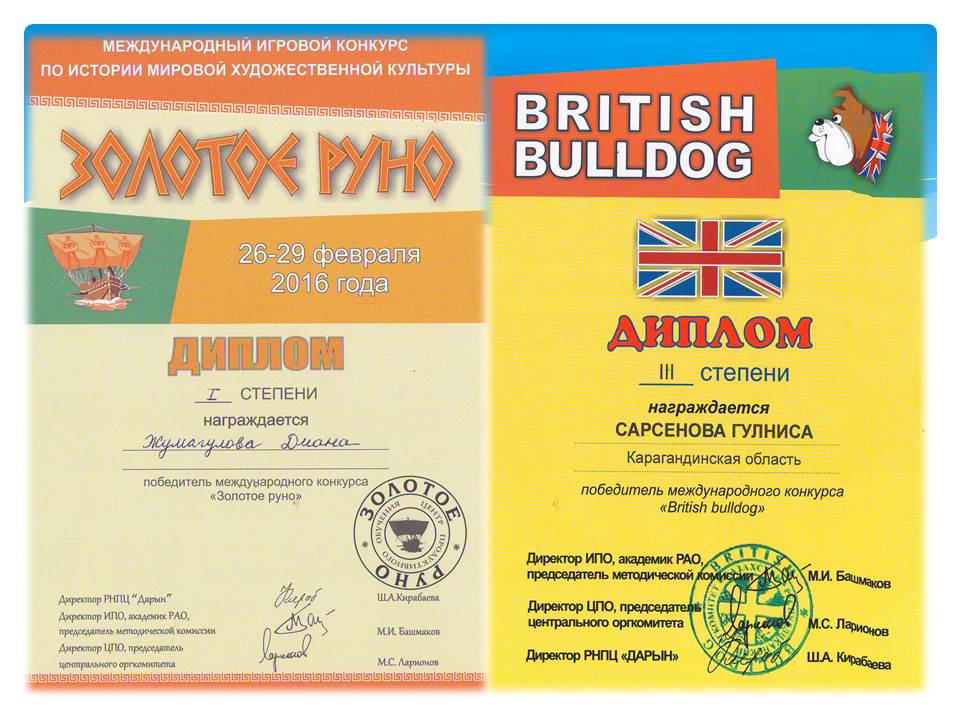 МЕЖДУНАРОДНЫЙ ИГРОВОЙ КОНКУРС
ПО ИСТОРИИ МИРОВОЙ ХУДОЖЕСТВЕННОЙ КУЛЬТУРЫ
ЗОЛОТОЕ РУНО
26-29 февраля
2016 года
ДИПЛОМ
I СТЕПЕНИ
награждается
Жумагулова Диана
победитель международного конкурса
«Золотое руно»
ЗОЛОТОЕ
ЦЕНТР ПРОДУКТИВНОГО ОБУЧЕНИЯ
РУНО
Директор РНПЦ "Дарын" Ш.А.Кирабаева
Директор ИПО, академик РАО,
председатель методической комиссии М.И. Башмаков
Директор ЦПО, председатель
центрального оргкомитета М.С. Ларионов
BRITISH
BULLDOG
ДИПЛОМ
III степени
награждается
САРСЕНОВА ГУЛНИСА
Карагандинская область
победитель международного конкурса
«British bulldog»
Директор ИПО, академик РАО,
председатель методической комиссии М.И. Башмаков
Директор ЦПО, председатель
центрального оргкомитета М.С. Ларионов
Директор РНПЦ «ДАРЫН» Ш.А. Кирабаева
BRITISH